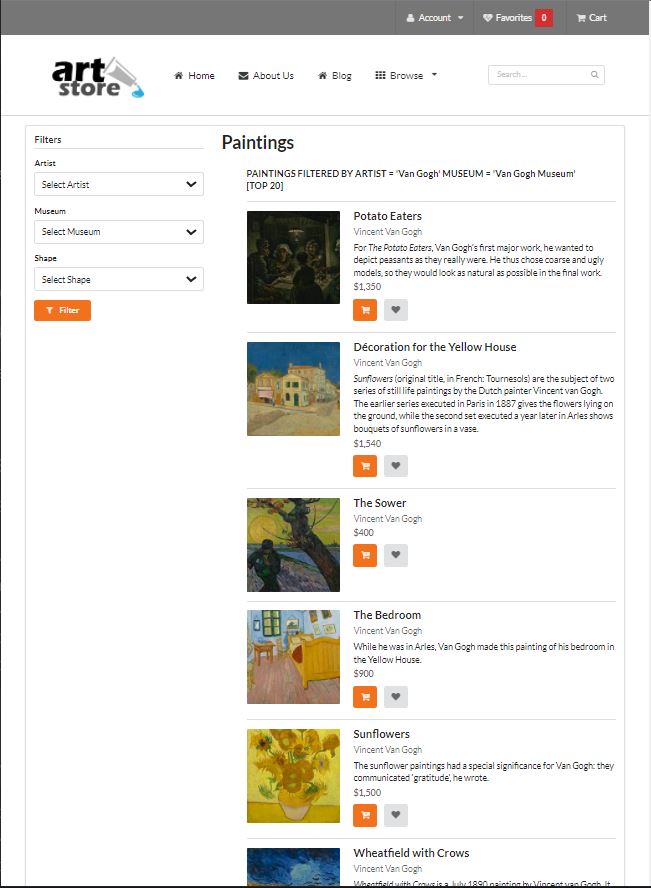 Account
Favorites 0
Cart
art
store
Home
About Us
Blog
Browse
Search...
Filters
Artist
Select Artist
Museum
Select Museum
Shape
Select Shape
Filter
Paintings
PAINTINGS FILTERED BY ARTIST = 'Van Gogh' MUSEUM = 'Van Gogh Museum'
[TOP 20]
Potato Eaters
Vincent Van Gogh
For The Potato Eaters, Van Gogh's first major work, he wanted to
depict peasants as they really were. He thus chose coarse and ugly
models, so they would look as natural as possible in the final work.
$1,350
Décoration for the Yellow House
Vincent Van Gogh
Sunflowers (original title, in French: Tournesols) are the subject of two
series of still life paintings by the Dutch painter Vincent van Gogh.
The earlier series executed in Paris in 1887 gives the flowers lying on
the ground, while the second set executed a year later in Arles shows
bouquets of sunflowers in a vase.
$1,540
The Sower
Vincent Van Gogh
$400
The Bedroom
Vincent Van Gogh
While he was in Arles, Van Gogh made this painting of his bedroom in
the Yellow House.
$900
Sunflowers
Vincent Van Gogh
The sunflower paintings had a special significance for Van Gogh: they
communicated 'gratitude', he wrote.
$1,500
Wheatfield with Crows
Vincent Van Gogh
Wheatfield with Crows is a July 1890 painting by Vincent van Gogh. It